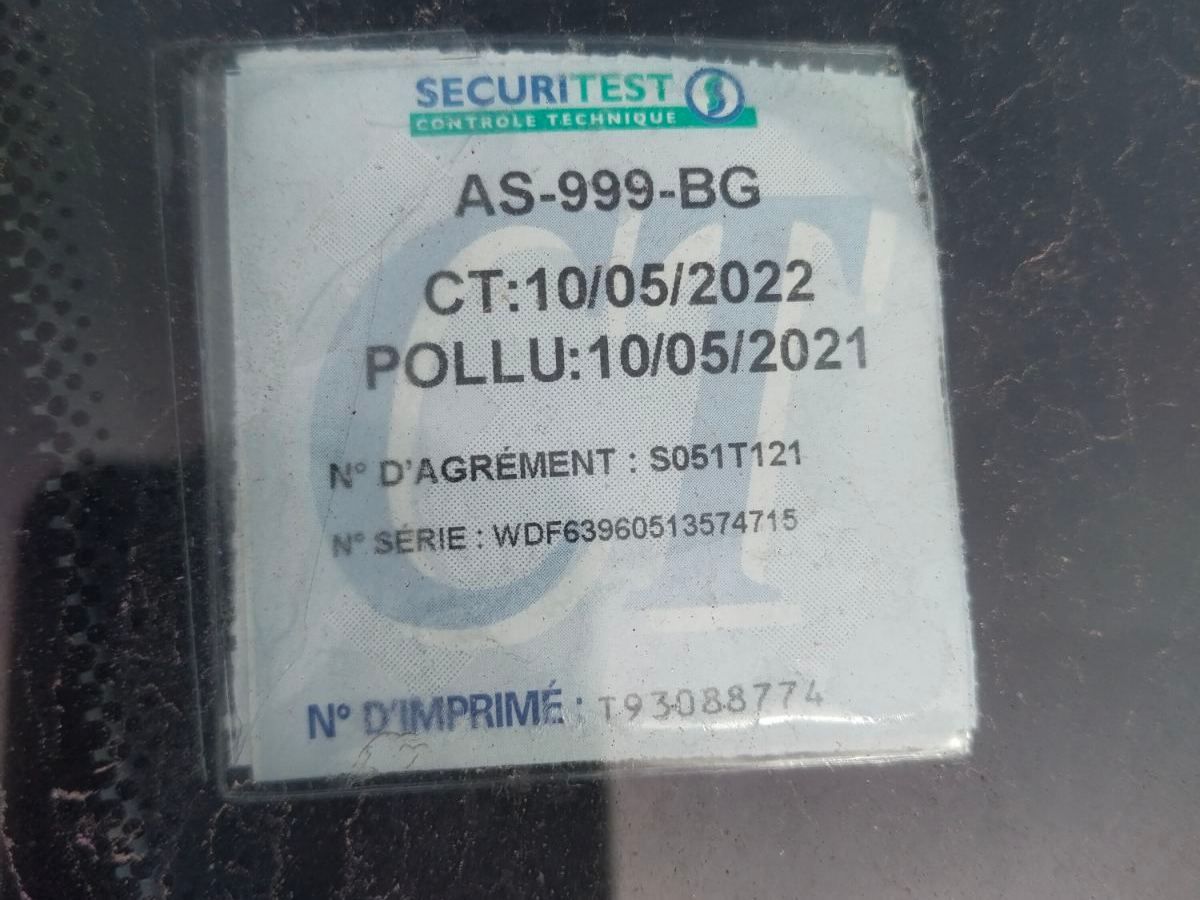 SECURITEST
CONTROLE TECHNIQUE
AS-999-BG
CT:10/05/2022
POLLU:10/05/2021
N° D'AGRÉMENT : S051T121
N° SÉRIE : WDF63960513574715
N° D'IMPRIMÉ : T93088774
CT